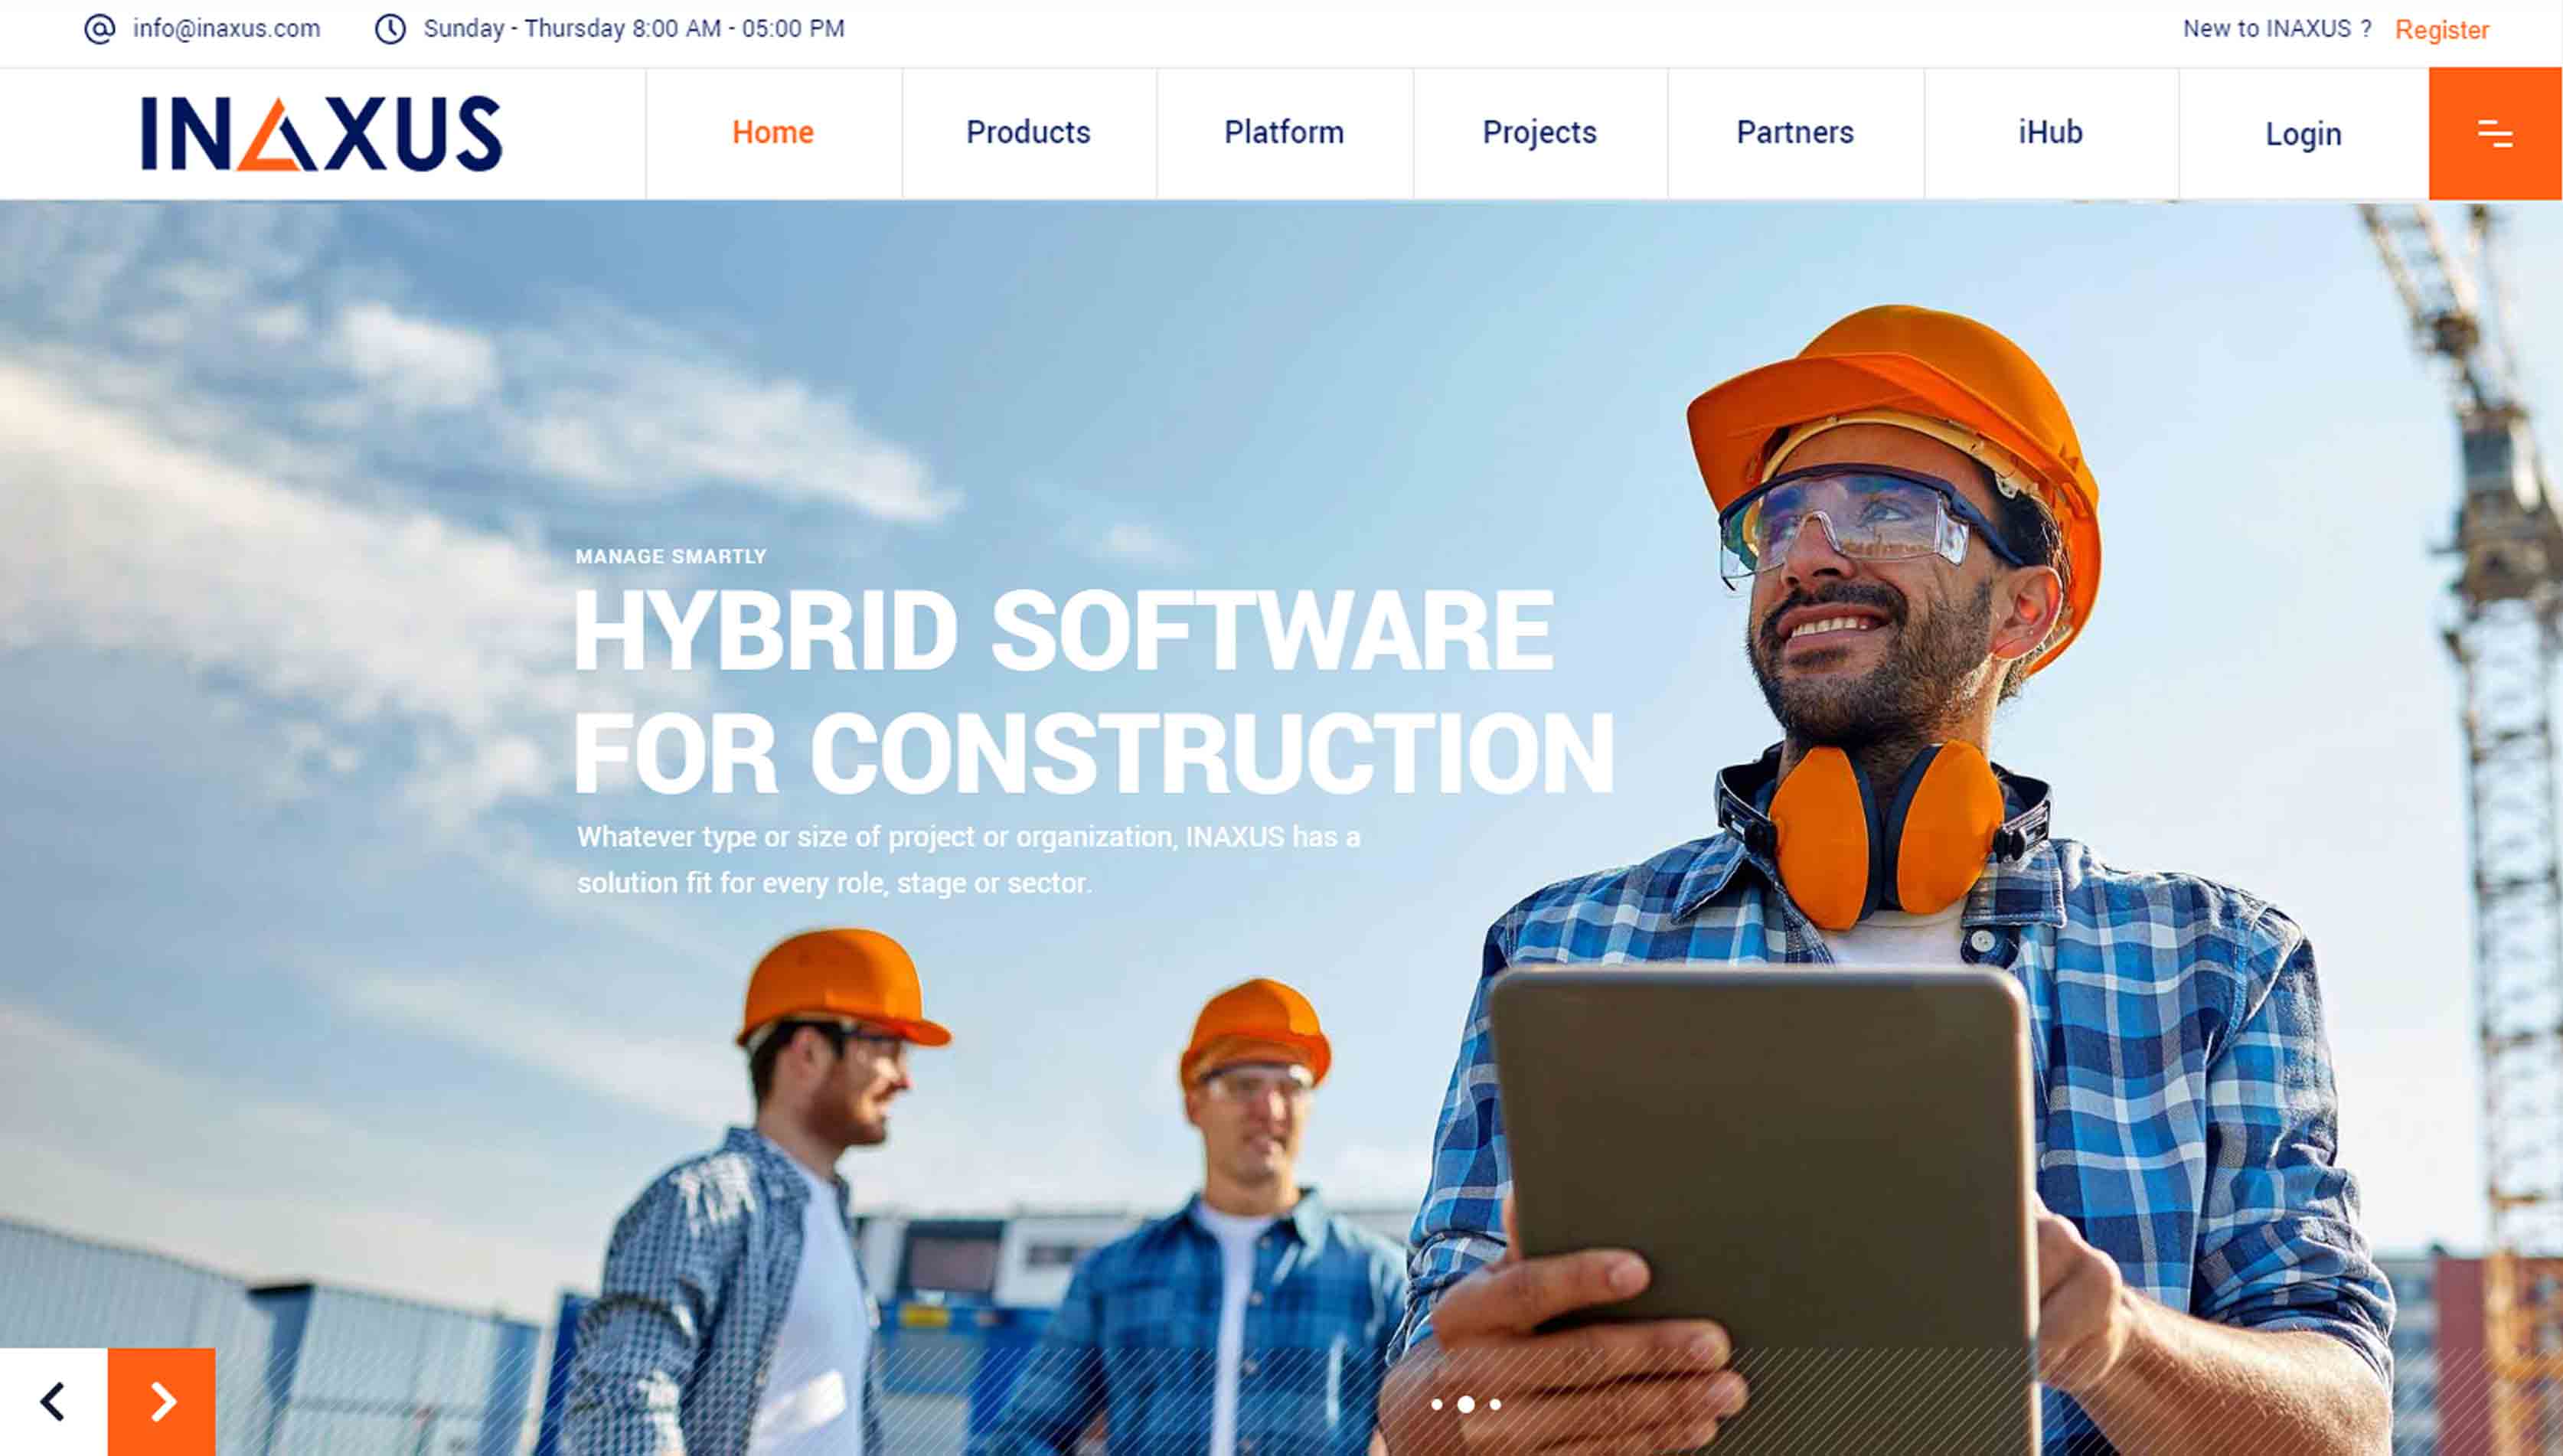 info@inaxus.com
Sunday - Thursday 8:00 AM - 05:00 PM
New to INAXUS ? Register
INAXUS
Home
Products
Platform
Projects
Partners
iHub
Login
MANAGE SMARTLY
HYBRID SOFTWARE
FOR CONSTRUCTION
Whatever type or size of project or organization, INAXUS has a
solution fit for every role, stage or sector.